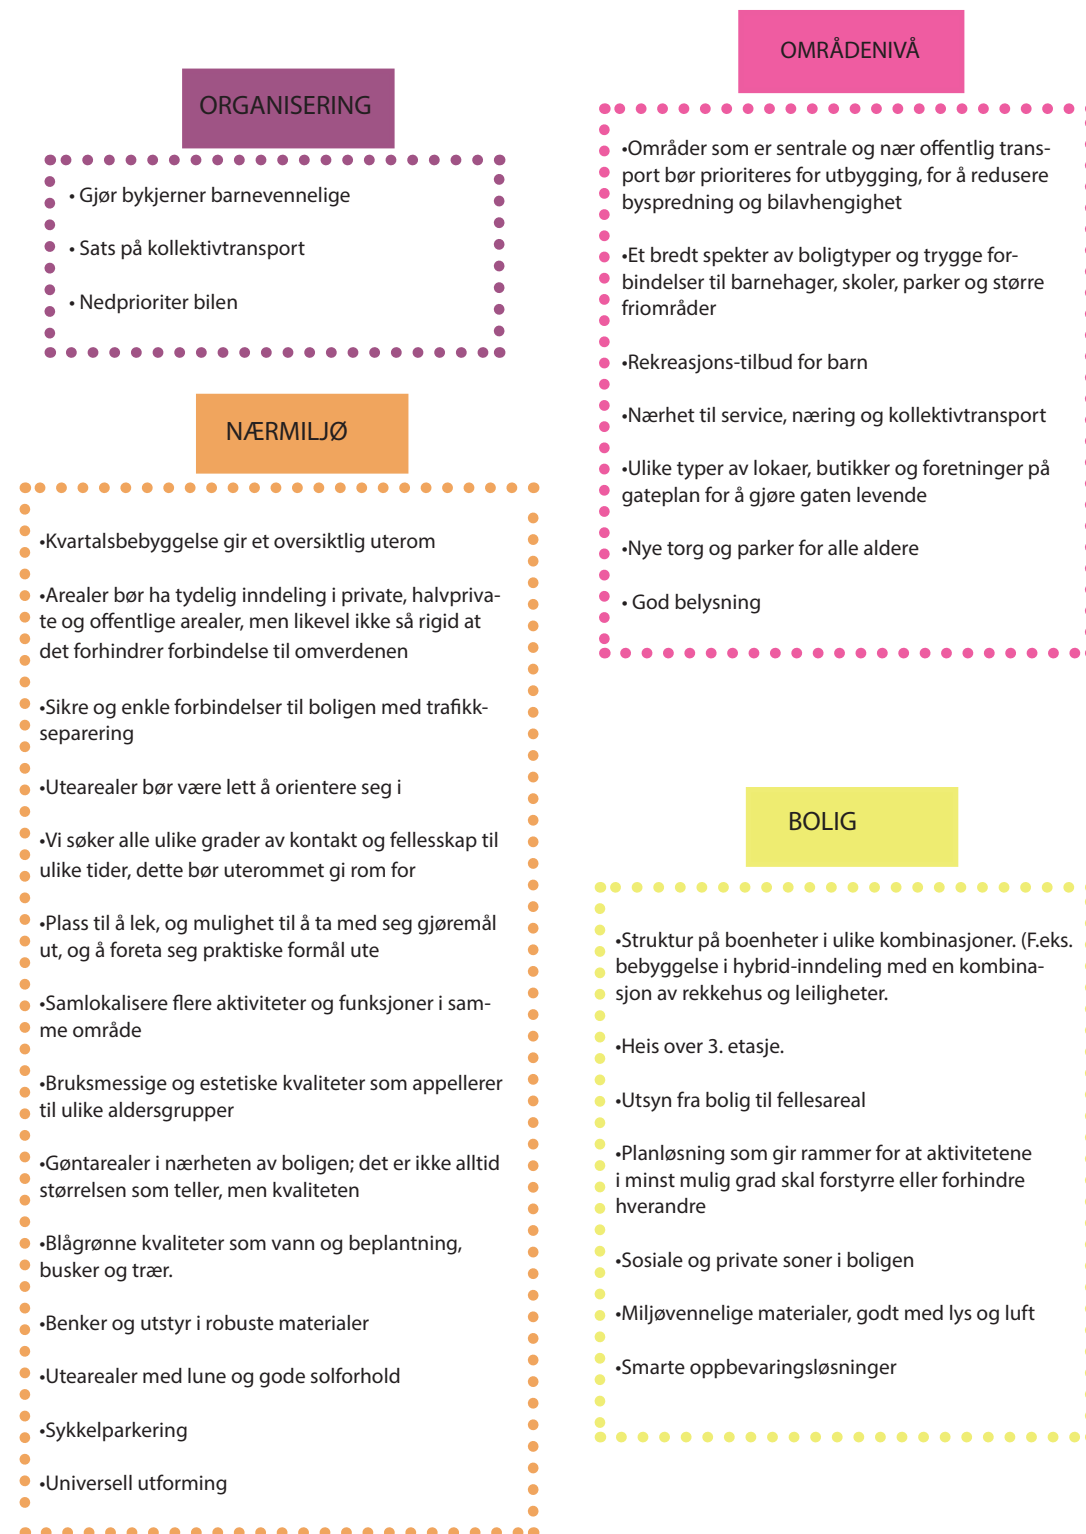 ORGANISERING
• Gjør bykjerner barnevennelige
• Sats på kollektivtransport
• Nedprioriter bilen
NÆRMILJØ
•Kvartalsbebyggelse gir et oversiktlig uterom
•Arealer bør ha tydelig inndeling i private, halvpriva-
te og offentlige arealer, men likevel ikke så rigid at
det forhindrer forbindelse til omverdenen
•Sikre og enkle forbindelser til boligen med trafikk-
separering
•Utearealer bør være lett å orientere seg i
•Vi søker alle ulike grader av kontakt og fellesskap til
ulike tider, dette bør uterommet gi rom for
•Plass til å lek, og mulighet til å ta med seg gjøremål
ut, og å foreta seg praktiske formål ute
•Samlokalisere flere aktiviteter og funksjoner i sam-
me område
•Bruksmessige og estetiske kvaliteter som appellerer
til ulike aldersgrupper
•Gøntarealer i nærheten av boligen; det er ikke alltid
størrelsen som teller, men kvaliteten
•Blågrønne kvaliteter som vann og beplantning,
busker og trær.
•Benker og utstyr i robuste materialer
•Utearealer med lune og gode solforhold
•Sykkelparkering
•Universell utforming
OMRÅDENIVÅ
•Områder som er sentrale og nær offentlig trans-
port bør prioriteres for utbygging, for å redusere
byspredning og bilavhengighet
•Et bredt spekter av boligtyper og trygge for-
bindelser til barnehager, skoler, parker og større
friområder
•Rekreasjons-tilbud for barn
•Nærhet til service, næring og kollektivtransport
•Ulike typer av lokaer, butikker og foretninger på
gateplan for å gjøre gaten levende
•Nye torg og parker for alle aldere
• God belysning
BOLIG
•Struktur på boenheter i ulike kombinasjoner. (F.eks.
bebyggelse i hybrid-inndeling med en kombina-
sjon av rekkehus og leiligheter.
•Heis over 3. etasje.
•Utsyn fra bolig til fellesareal
•Planløsning som gir rammer for at aktivitetene
i minst mulig grad skal forstyrre eller forhindre
hverandre
•Sosiale og private soner i boligen
•Miljøvennelige materialer, godt med lys og luft
•Smarte oppbevaringsløsninger